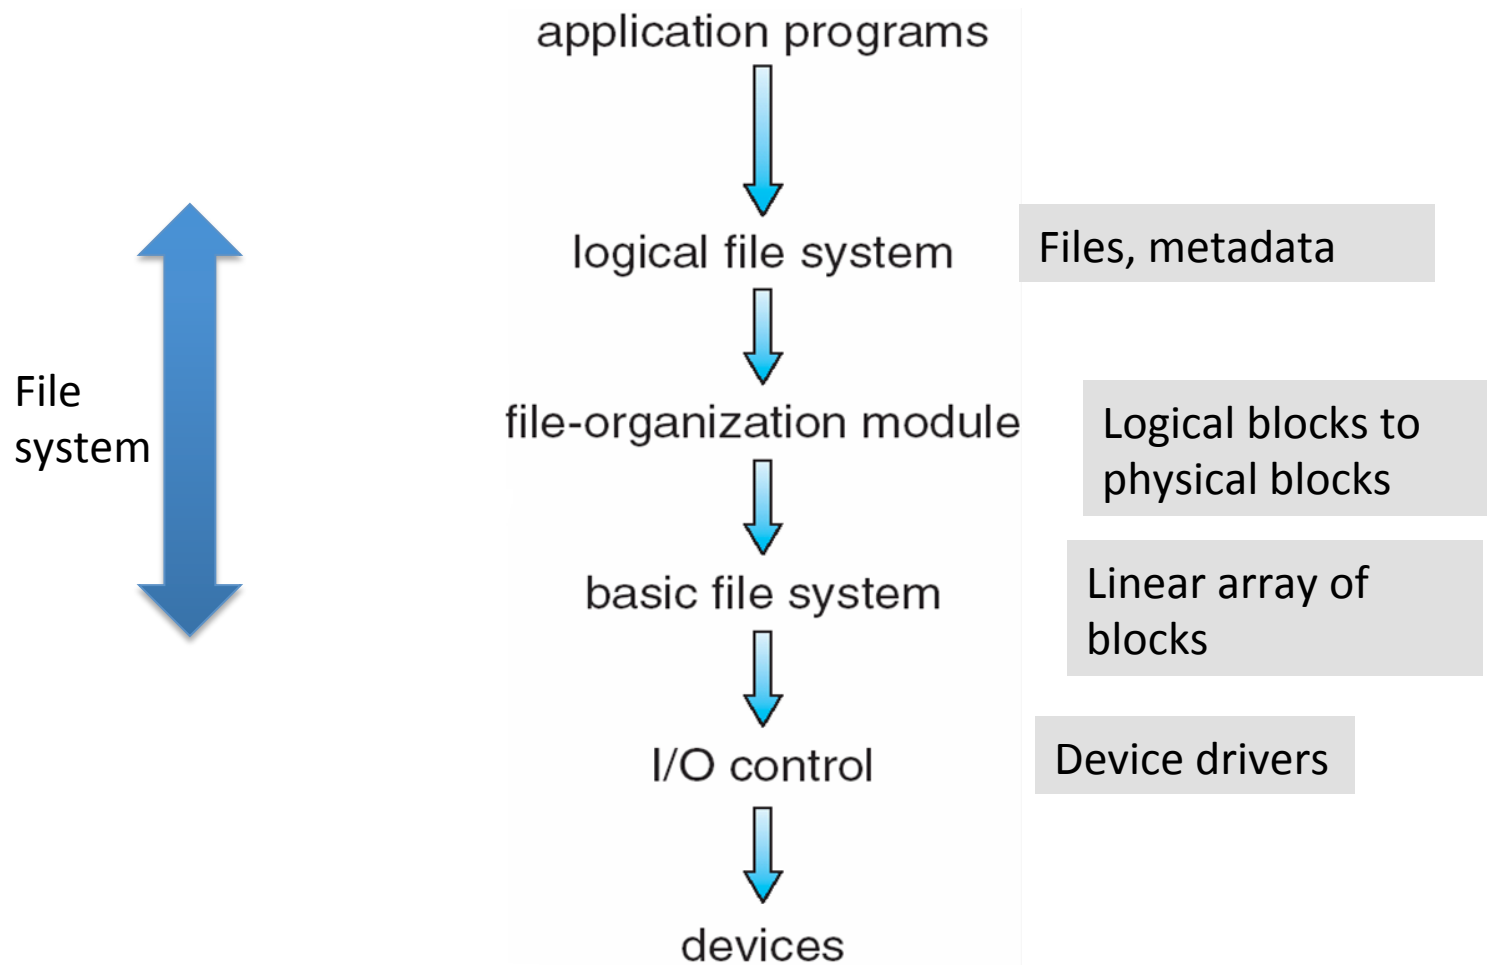 application programs
logical file system
Files, metadata
File
system
file-organization module
Logical blocks to
physical blocks
basic file system
Linear array of
blocks
I/O control
Device drivers
devices